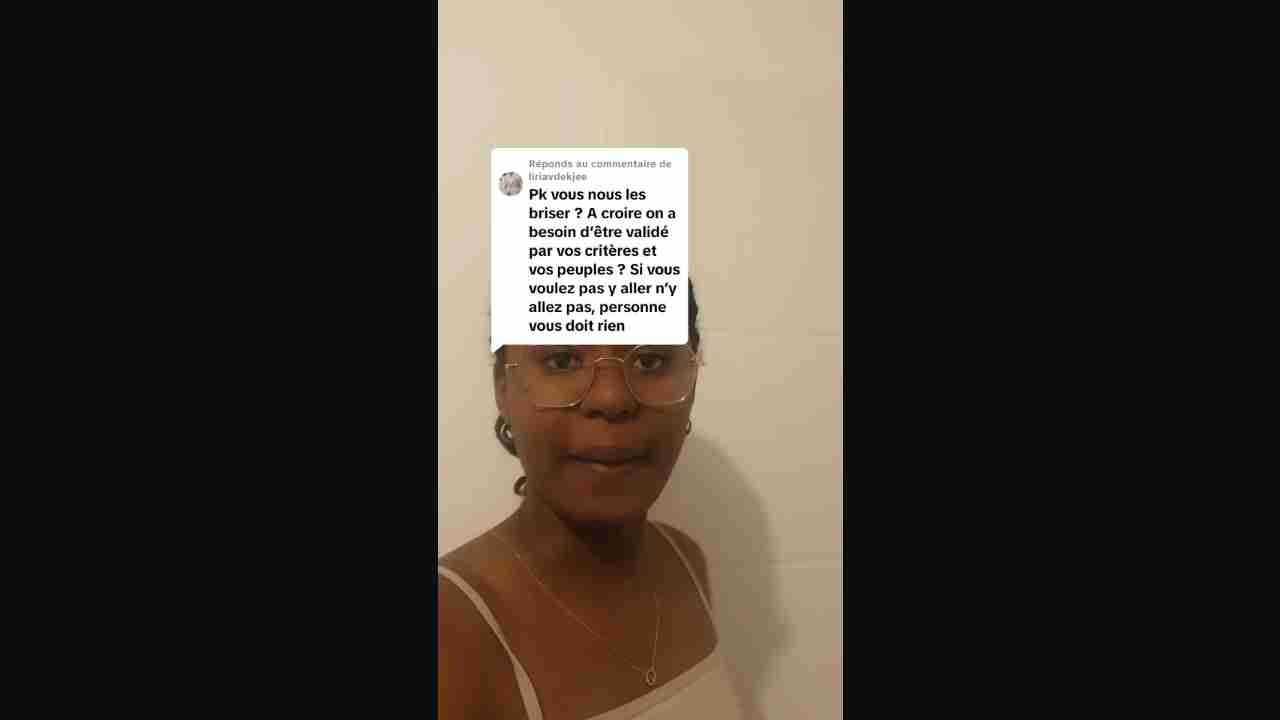 Réponds au commentaire de
liriavdekjee
Pk vous nous les
briser ? A croire on a
besoin d'être validé
par vos critères et
vos peuples ? Si vous
voulez pas y aller n'y
allez pas, personne
vous doit rien